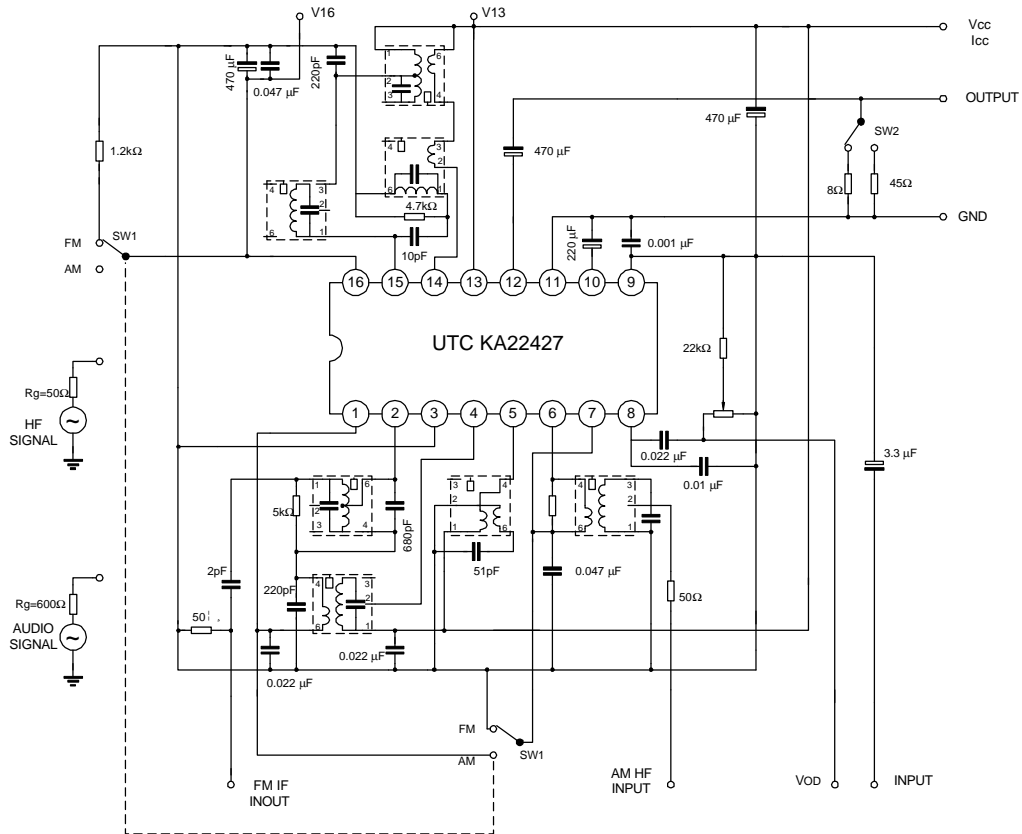 V16
V13
Vcc
Icc
470 µF
0.047 µF
220pF
1
2
3
6
4
OUTPUT
470 µF
470 µF
SW2
8Ω
45Ω
1.2kΩ
4
3
2
6
1
4
3
2
6
1
4.7kΩ
10pF
GND
220 µF
0.001 µF
FM
SW1
AM
16
15
14
13
12
11
10
9
UTC KA22427
22kΩ
Rg=50Ω
HF
SIGNAL
1
2
3
4
5
6
7
8
0.022 µF
0.01 µF
3.3 µF
1
6
2
3
4
5kΩ
680pF
3
4
2
1
6
51pF
4
3
2
6
1
0.047 µF
50Ω
2pF
220pF
4
3
2
6
1
Rg=600Ω
AUDIO
SIGNAL
50¦ 。
0.022 µF
0.022 µF
FM
SW1
AM
FM IF
INOUT
AM HF
INPUT
VOD
INPUT